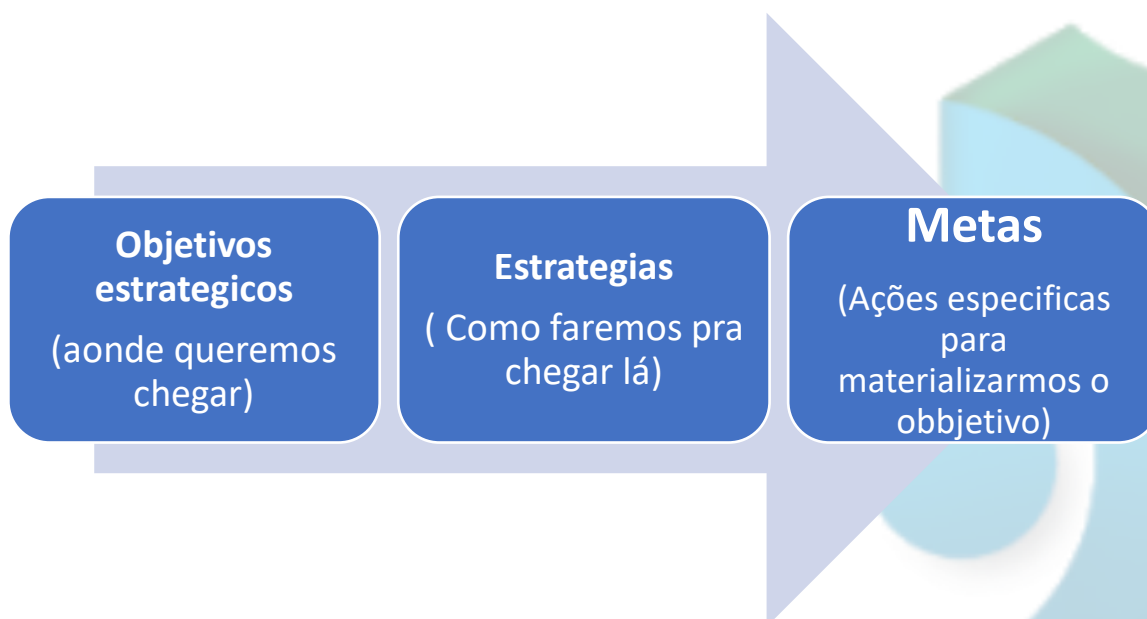 Objetivos
estrategicos
(aonde queremos
chegar)
Estrategias
( Como faremos pra
chegar lá)
Metas
(Ações especificas
para
materializarmos o
obbjetivo)